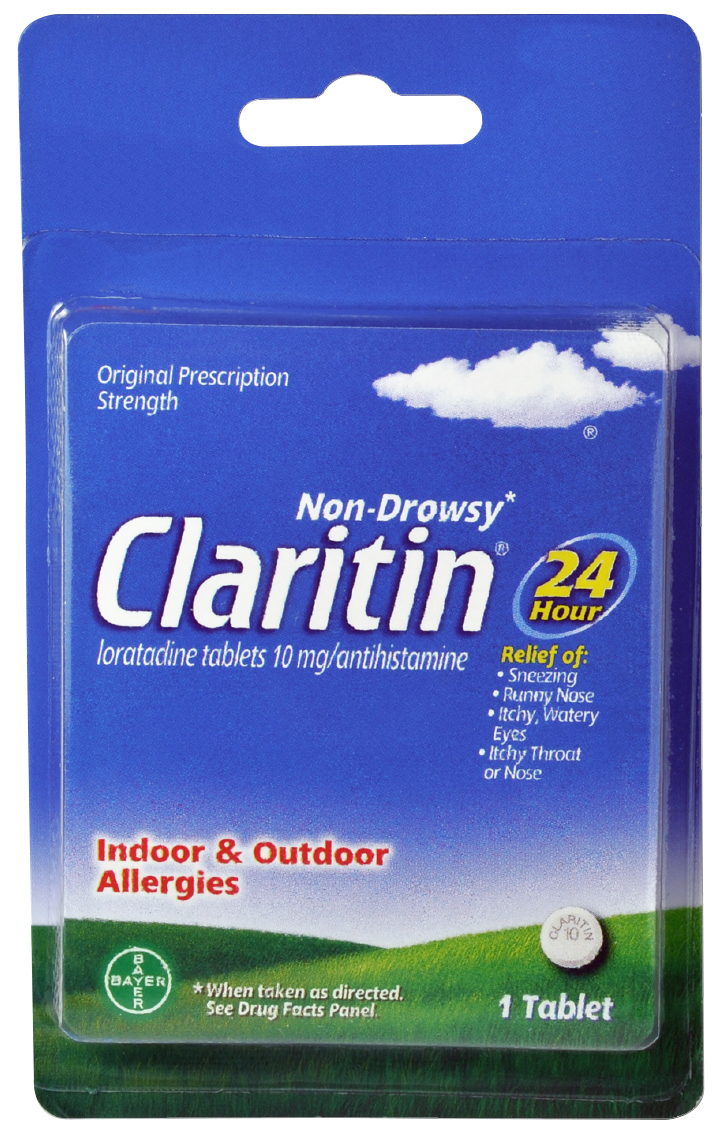 Original Prescription
Strength
®
Non-Drowsy*
Claritin®
24
Hour
loratadine tablets 10 mg/antihistamine
Relief of:
• Sneezing
• Runny Nose
• Itchy, Watery
Eyes
• Itchy Throat
or Nose
Indoor & Outdoor
Allergies
CLARITIN
10
BAYER
BAYER
*When taken as directed.
See Drug Facts Panel.
1 Tablet